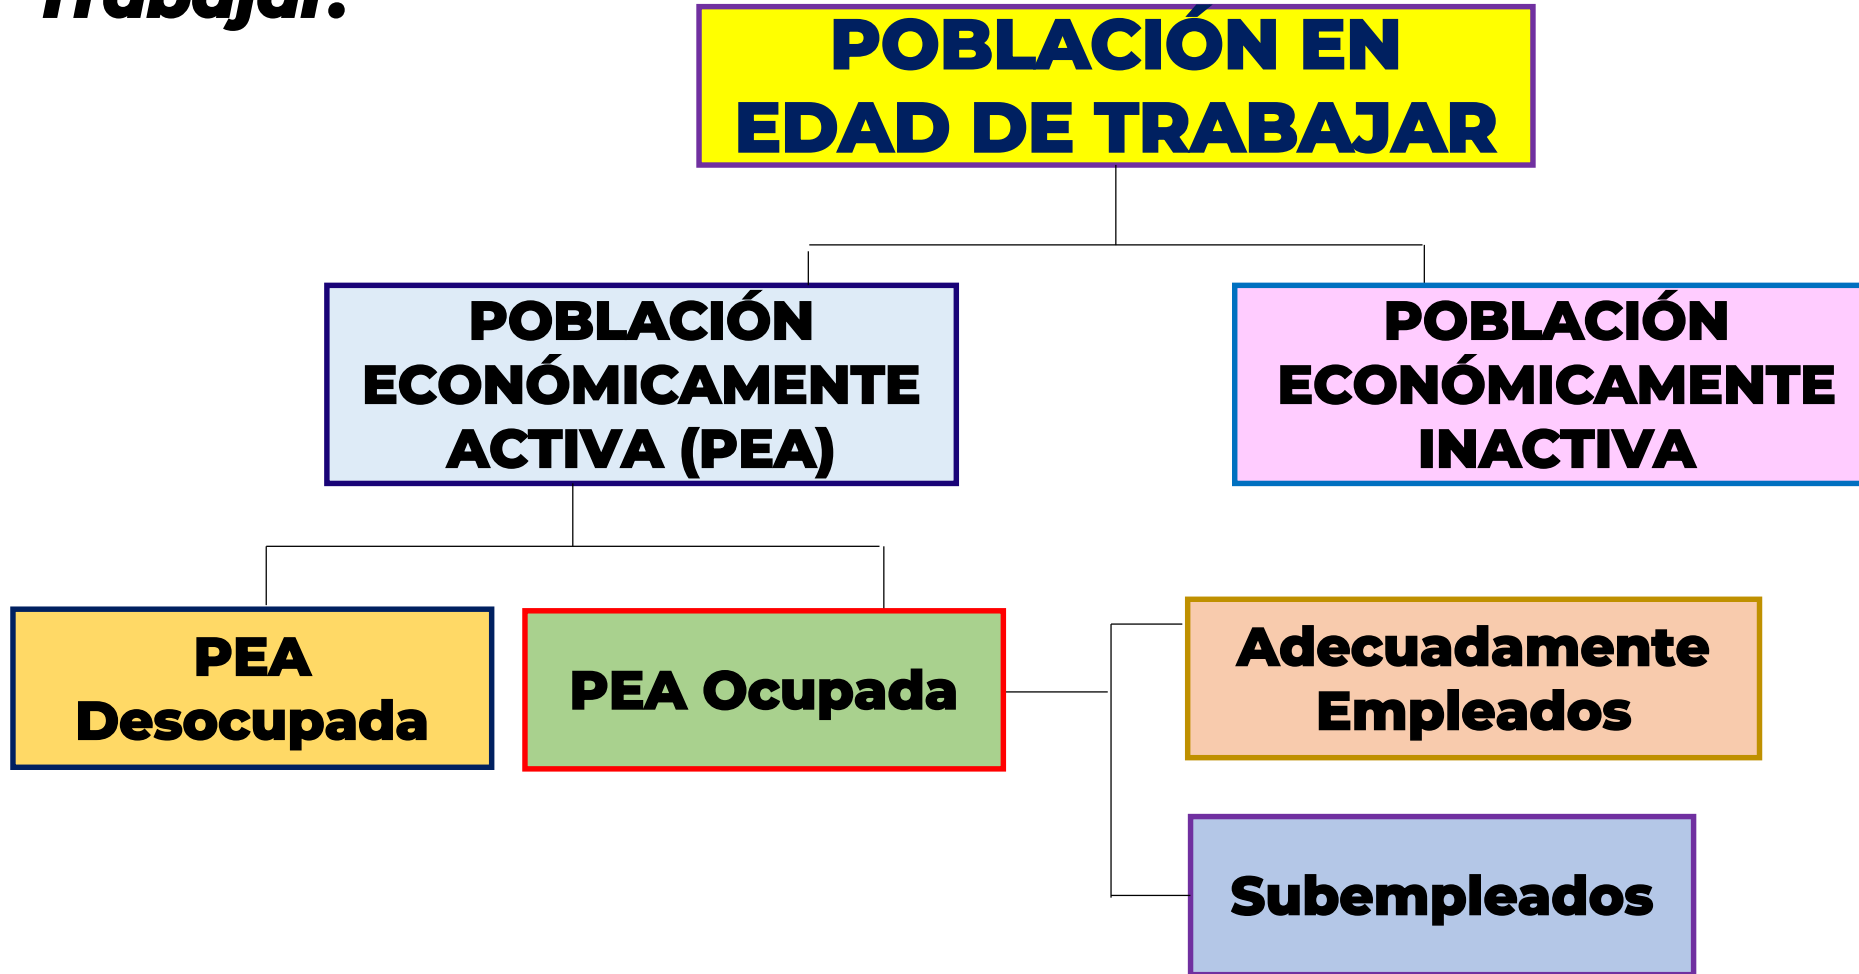 Trabajar.
POBLACIÓN EN
EDAD DE TRABAJAR
POBLACIÓN
ECONÓMICAMENTE
ACTIVA (PEA)
POBLACIÓN
ECONÓMICAMENTE
INACTIVA
PEA
Desocupada
PEA Ocupada
Adecuadamente
Empleados
Subempleados